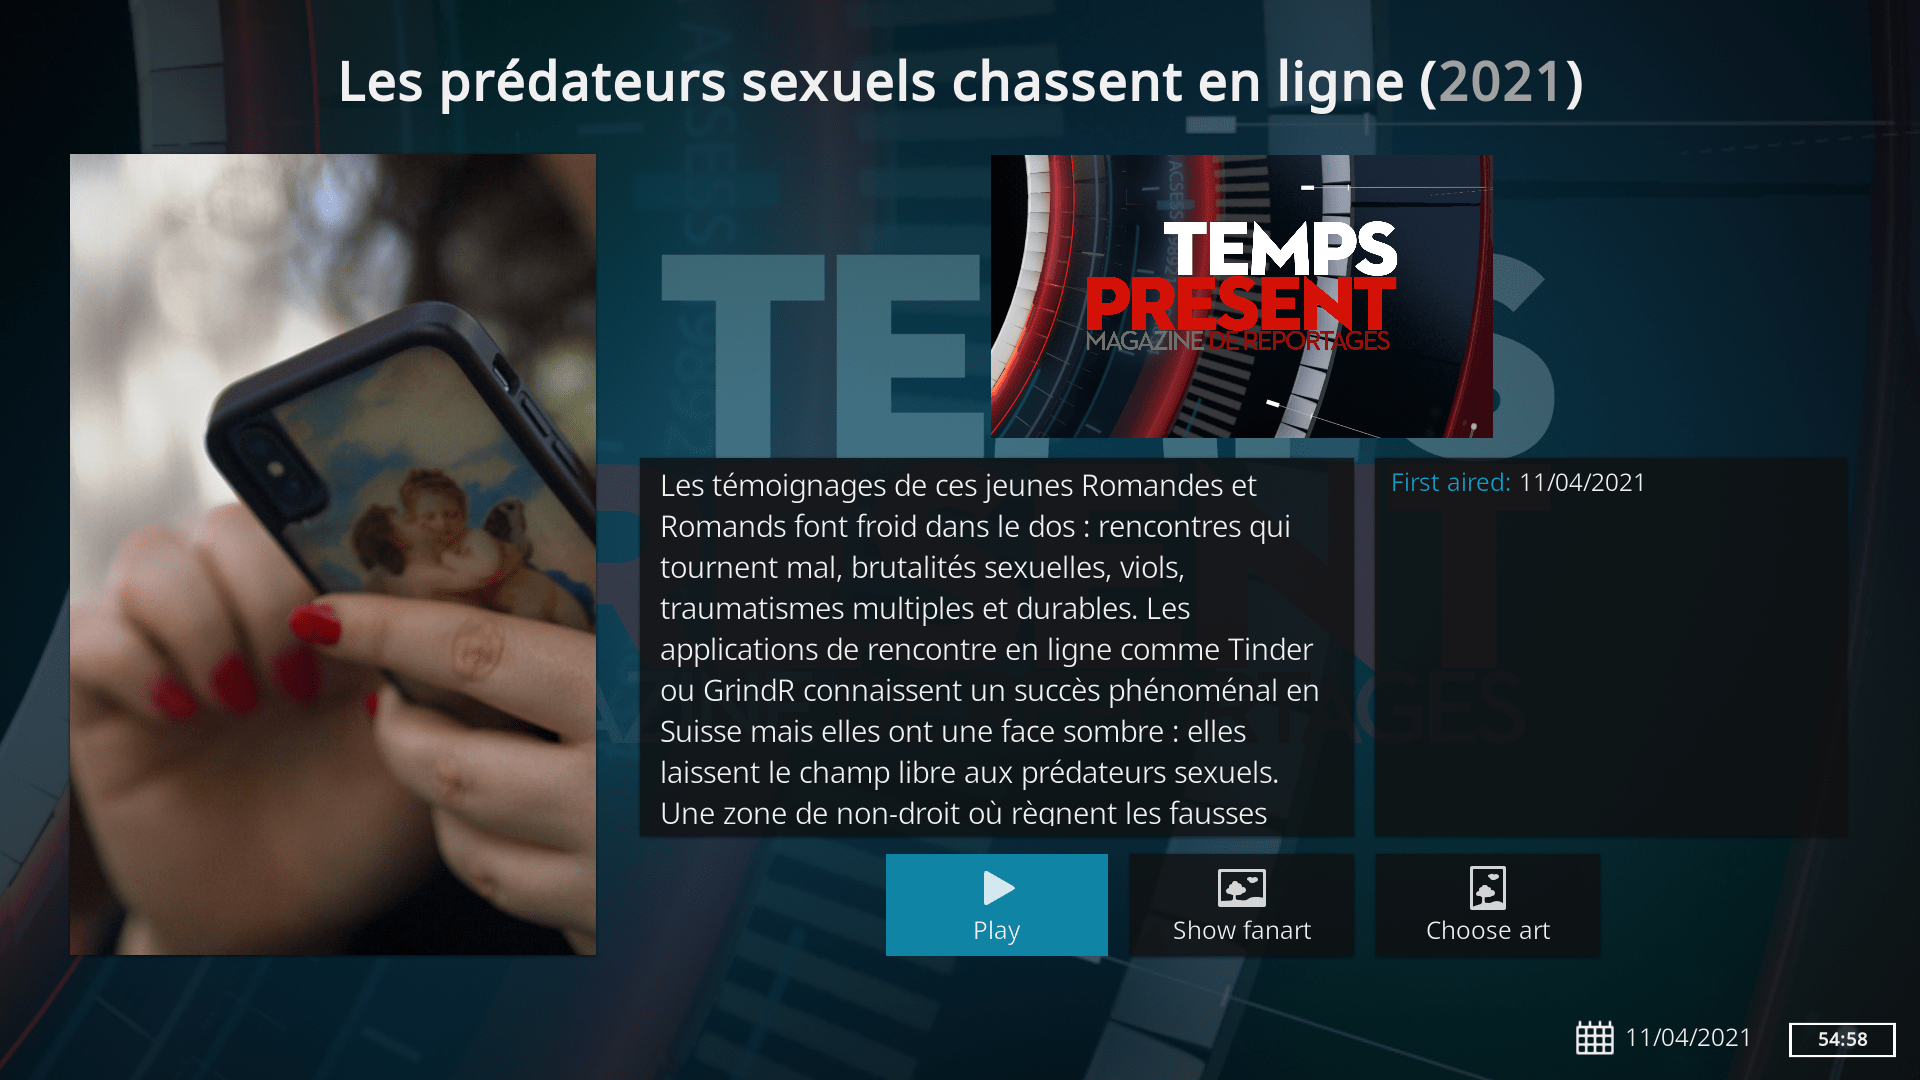 Les prédateurs sexuels chassent en ligne (2021)
TEMPS
PRESENT
MAGAZINE DE REPORTAGES
Les témoignages de ces jeunes Romandes et
Romands font froid dans le dos : rencontres qui
tournent mal, brutalités sexuelles, viols,
traumatismes multiples et durables. Les
applications de rencontre en ligne comme Tinder
ou GrindR connaissent un succès phénoménal en
Suisse mais elles ont une face sombre : elles
laissent le champ libre aux prédateurs sexuels.
Une zone de non-droit où règnent les fausses
First aired: 11/04/2021
Play
Show fanart
Choose art
11/04/2021
54:58